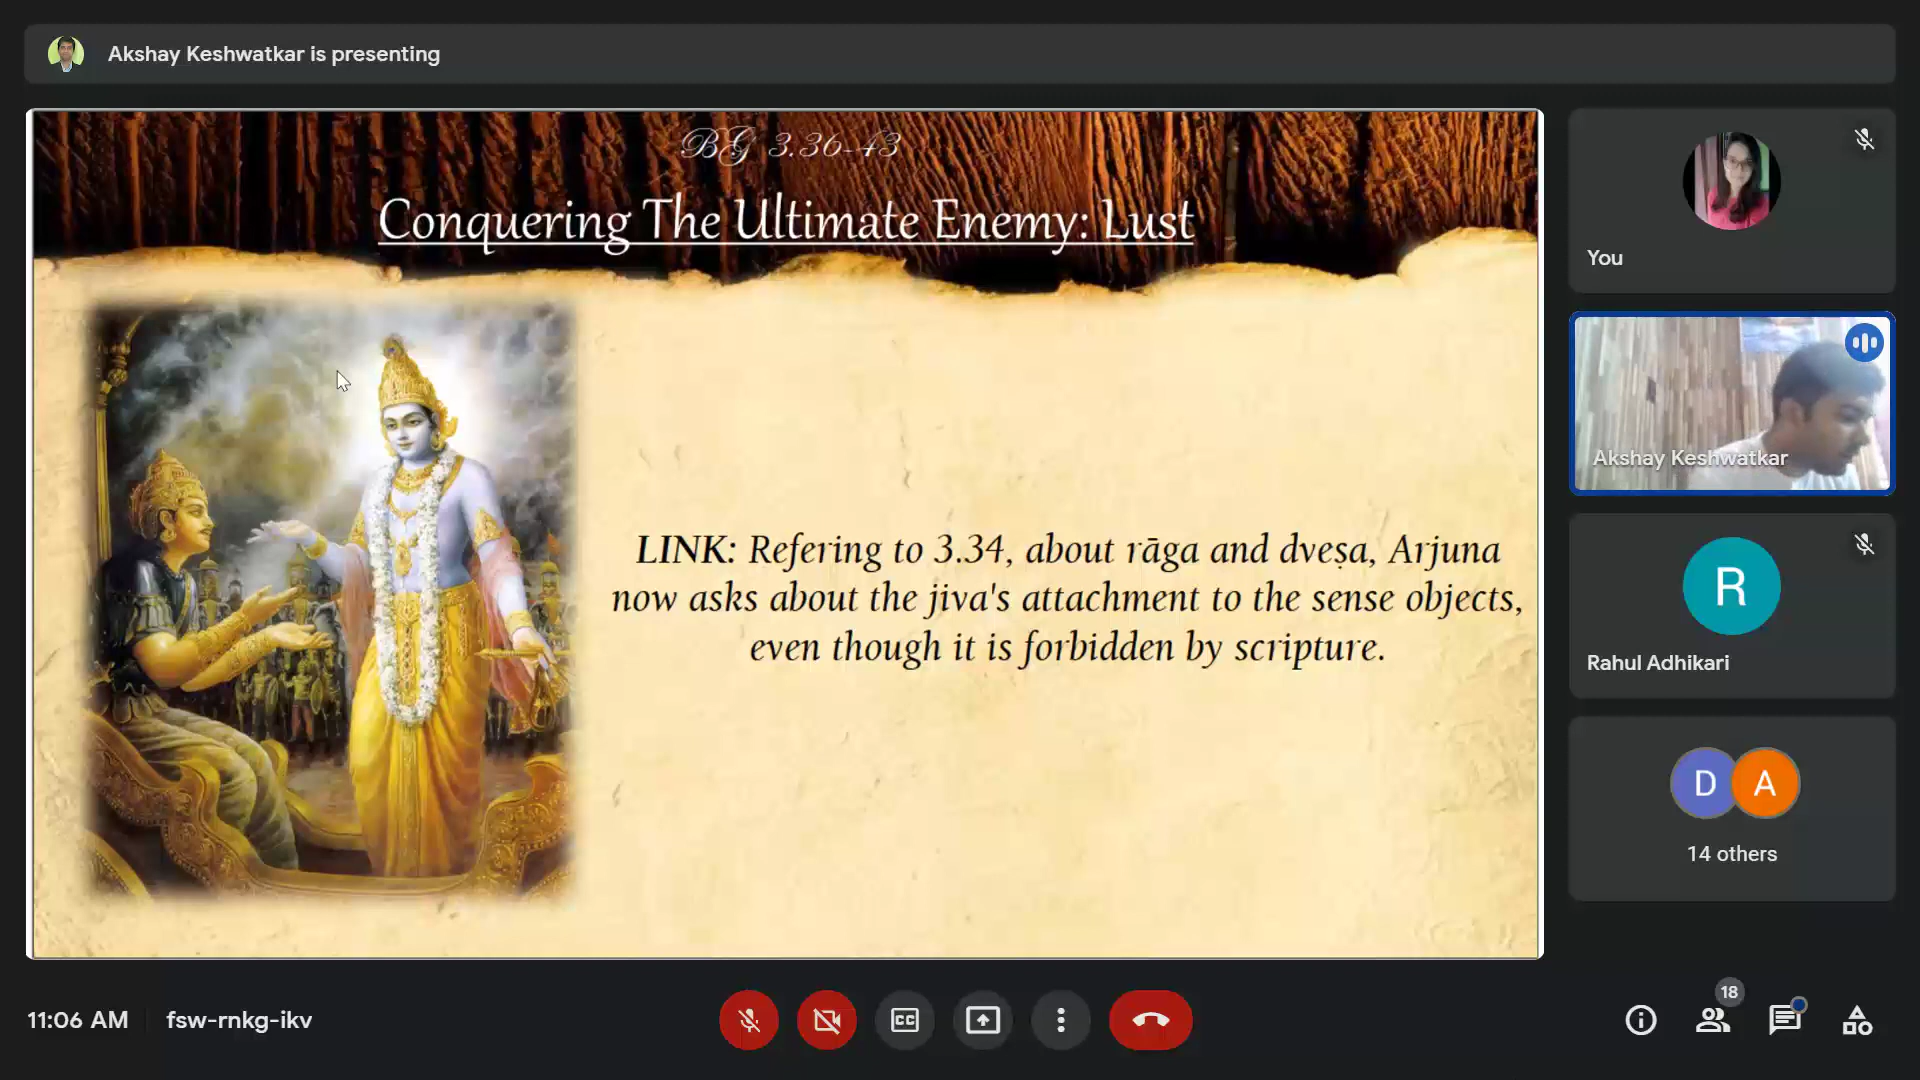 Akshay Keshwatkar is presenting
BG 3.36-43
Conquering The Ultimate Enemy: Lust
LINK: Refering to 3.34, about rāga and dveṣa, Arjuna
now asks about the jiva's attachment to the sense objects,
even though it is forbidden by scripture.
You
Akshay Keshwatkar
R
Rahul Adhikari
D A
14 others
11:06 AM
fsw-rnkg-ikv
CC
18